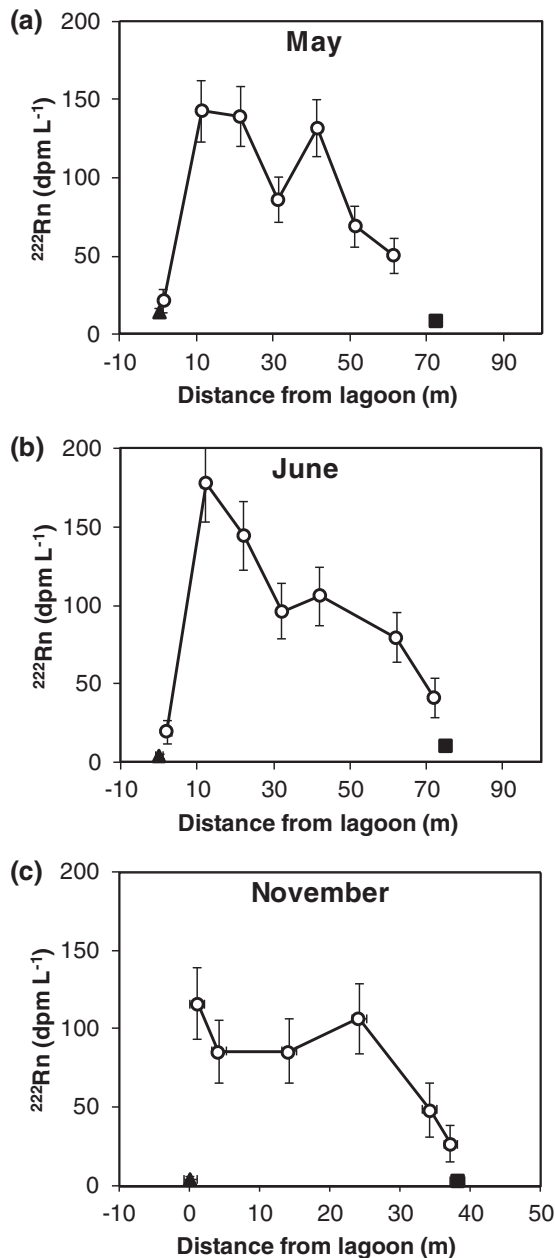 (a)
May
200
150
100
50
0
²²²Rn (dpm L⁻¹)
-10 10 30 50 70 90
Distance from lagoon (m)
(b)
June
200
150
100
50
0
²²²Rn (dpm L⁻¹)
-10 10 30 50 70 90
Distance from lagoon (m)
(c)
November
200
150
100
50
0
²²²Rn (dpm L⁻¹)
-10 0 10 20 30 40 50
Distance from lagoon (m)